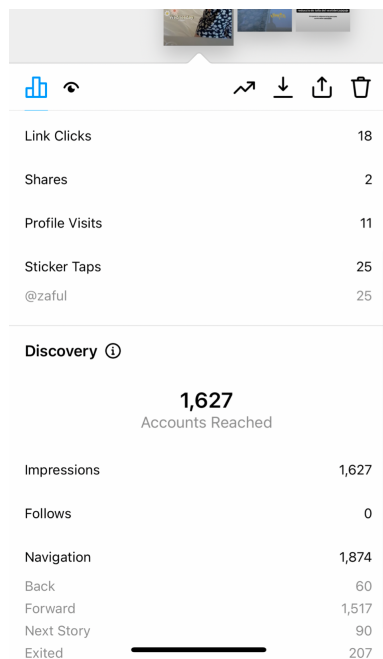 Link Clicks 18
Shares 2
Profile Visits 11
Sticker Taps 25
@zaful 25
Discovery
1,627
Accounts Reached
Impressions 1,627
Follows 0
Navigation 1,874
Back 60
Forward 1,517
Next Story 90
Exited 207